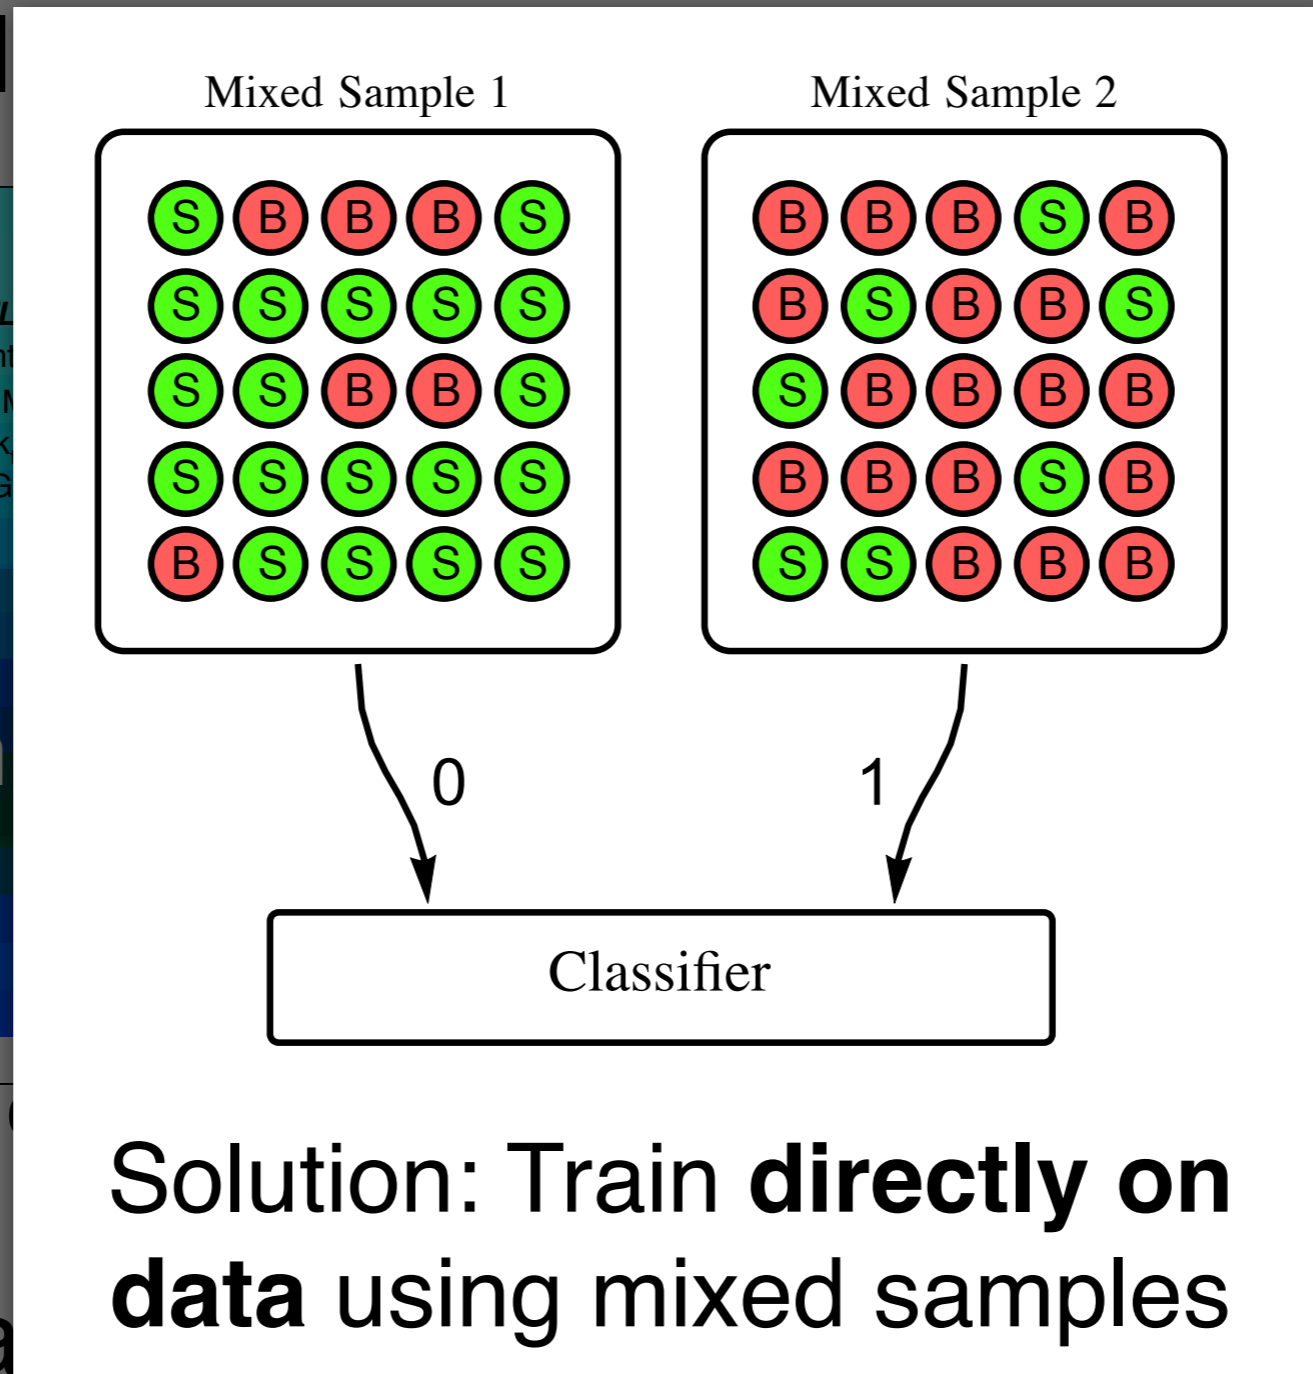 Mixed Sample 1 Mixed Sample 2
S B B B S B B B S B
S S S S S B S B B S
S S B B S S B B B B
S S S S S B B B S B
B S S S S S S B B B
0 1
Classifier
Solution: Train directly on
data using mixed samples